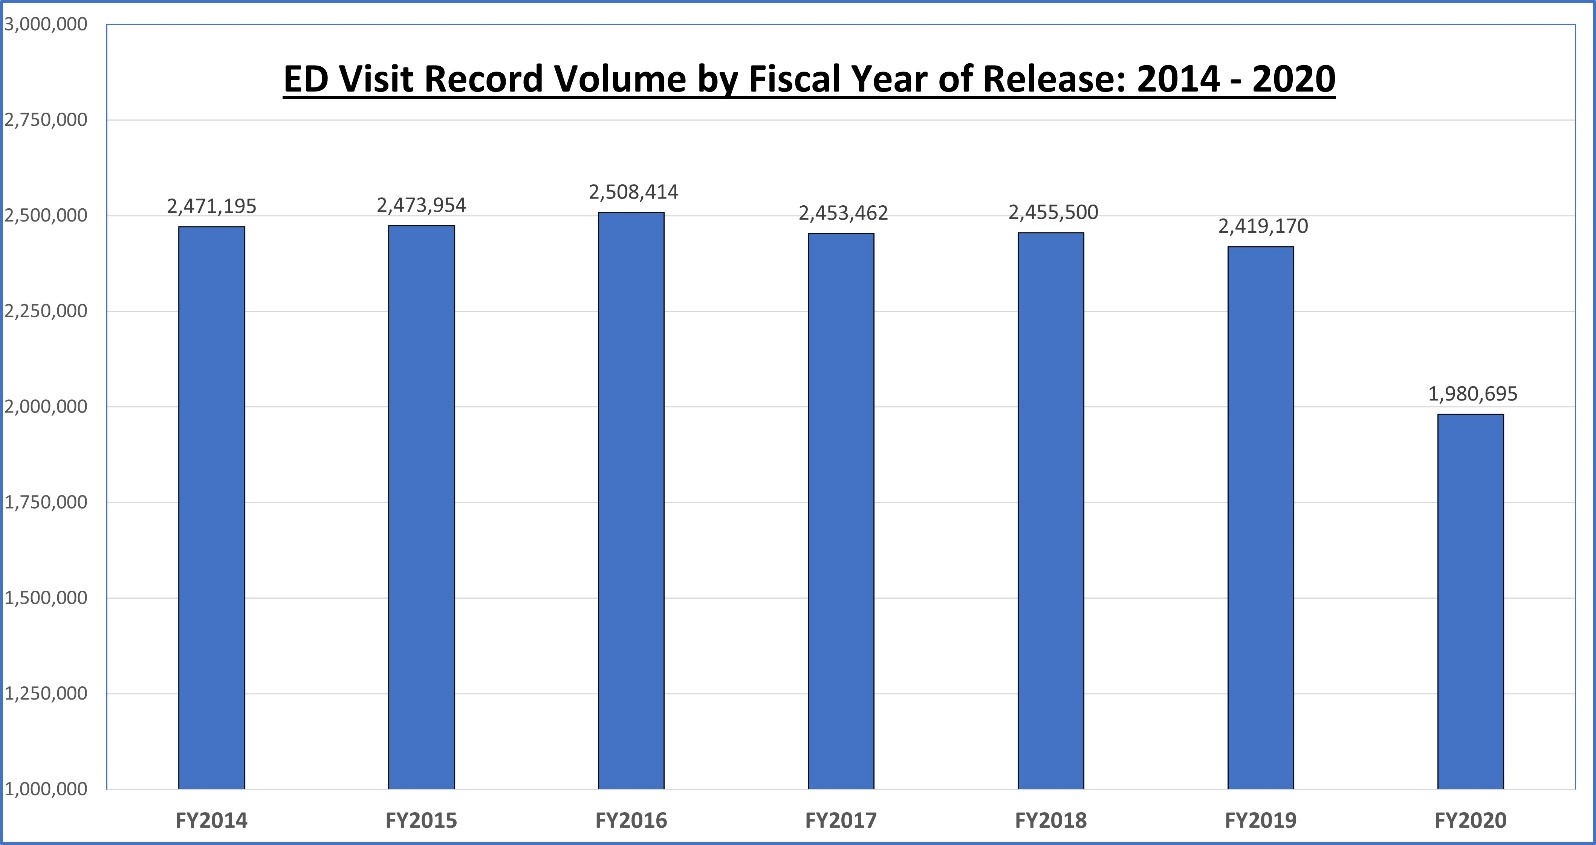 ED Visit Record Volume by Fiscal Year of Release: 2014 - 2020
3,000,000
2,750,000
2,500,000
2,250,000
2,000,000
1,750,000
1,500,000
1,250,000
1,000,000
2,471,195
2,473,954
2,508,414
2,453,462
2,455,500
2,419,170
1,980,695
FY2014
FY2015
FY2016
FY2017
FY2018
FY2019
FY2020